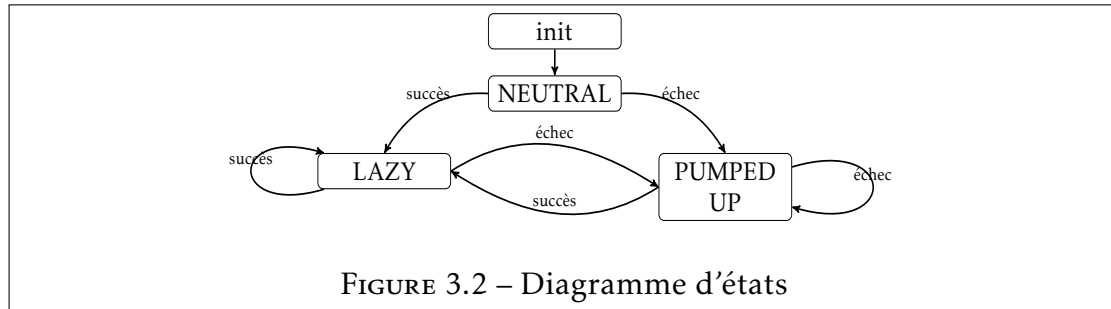 init
NEUTRAL
succès
échec
échec
succès
LAZY
PUMPED
UP
échec
succès
FIGURE 3.2 – Diagramme d'états